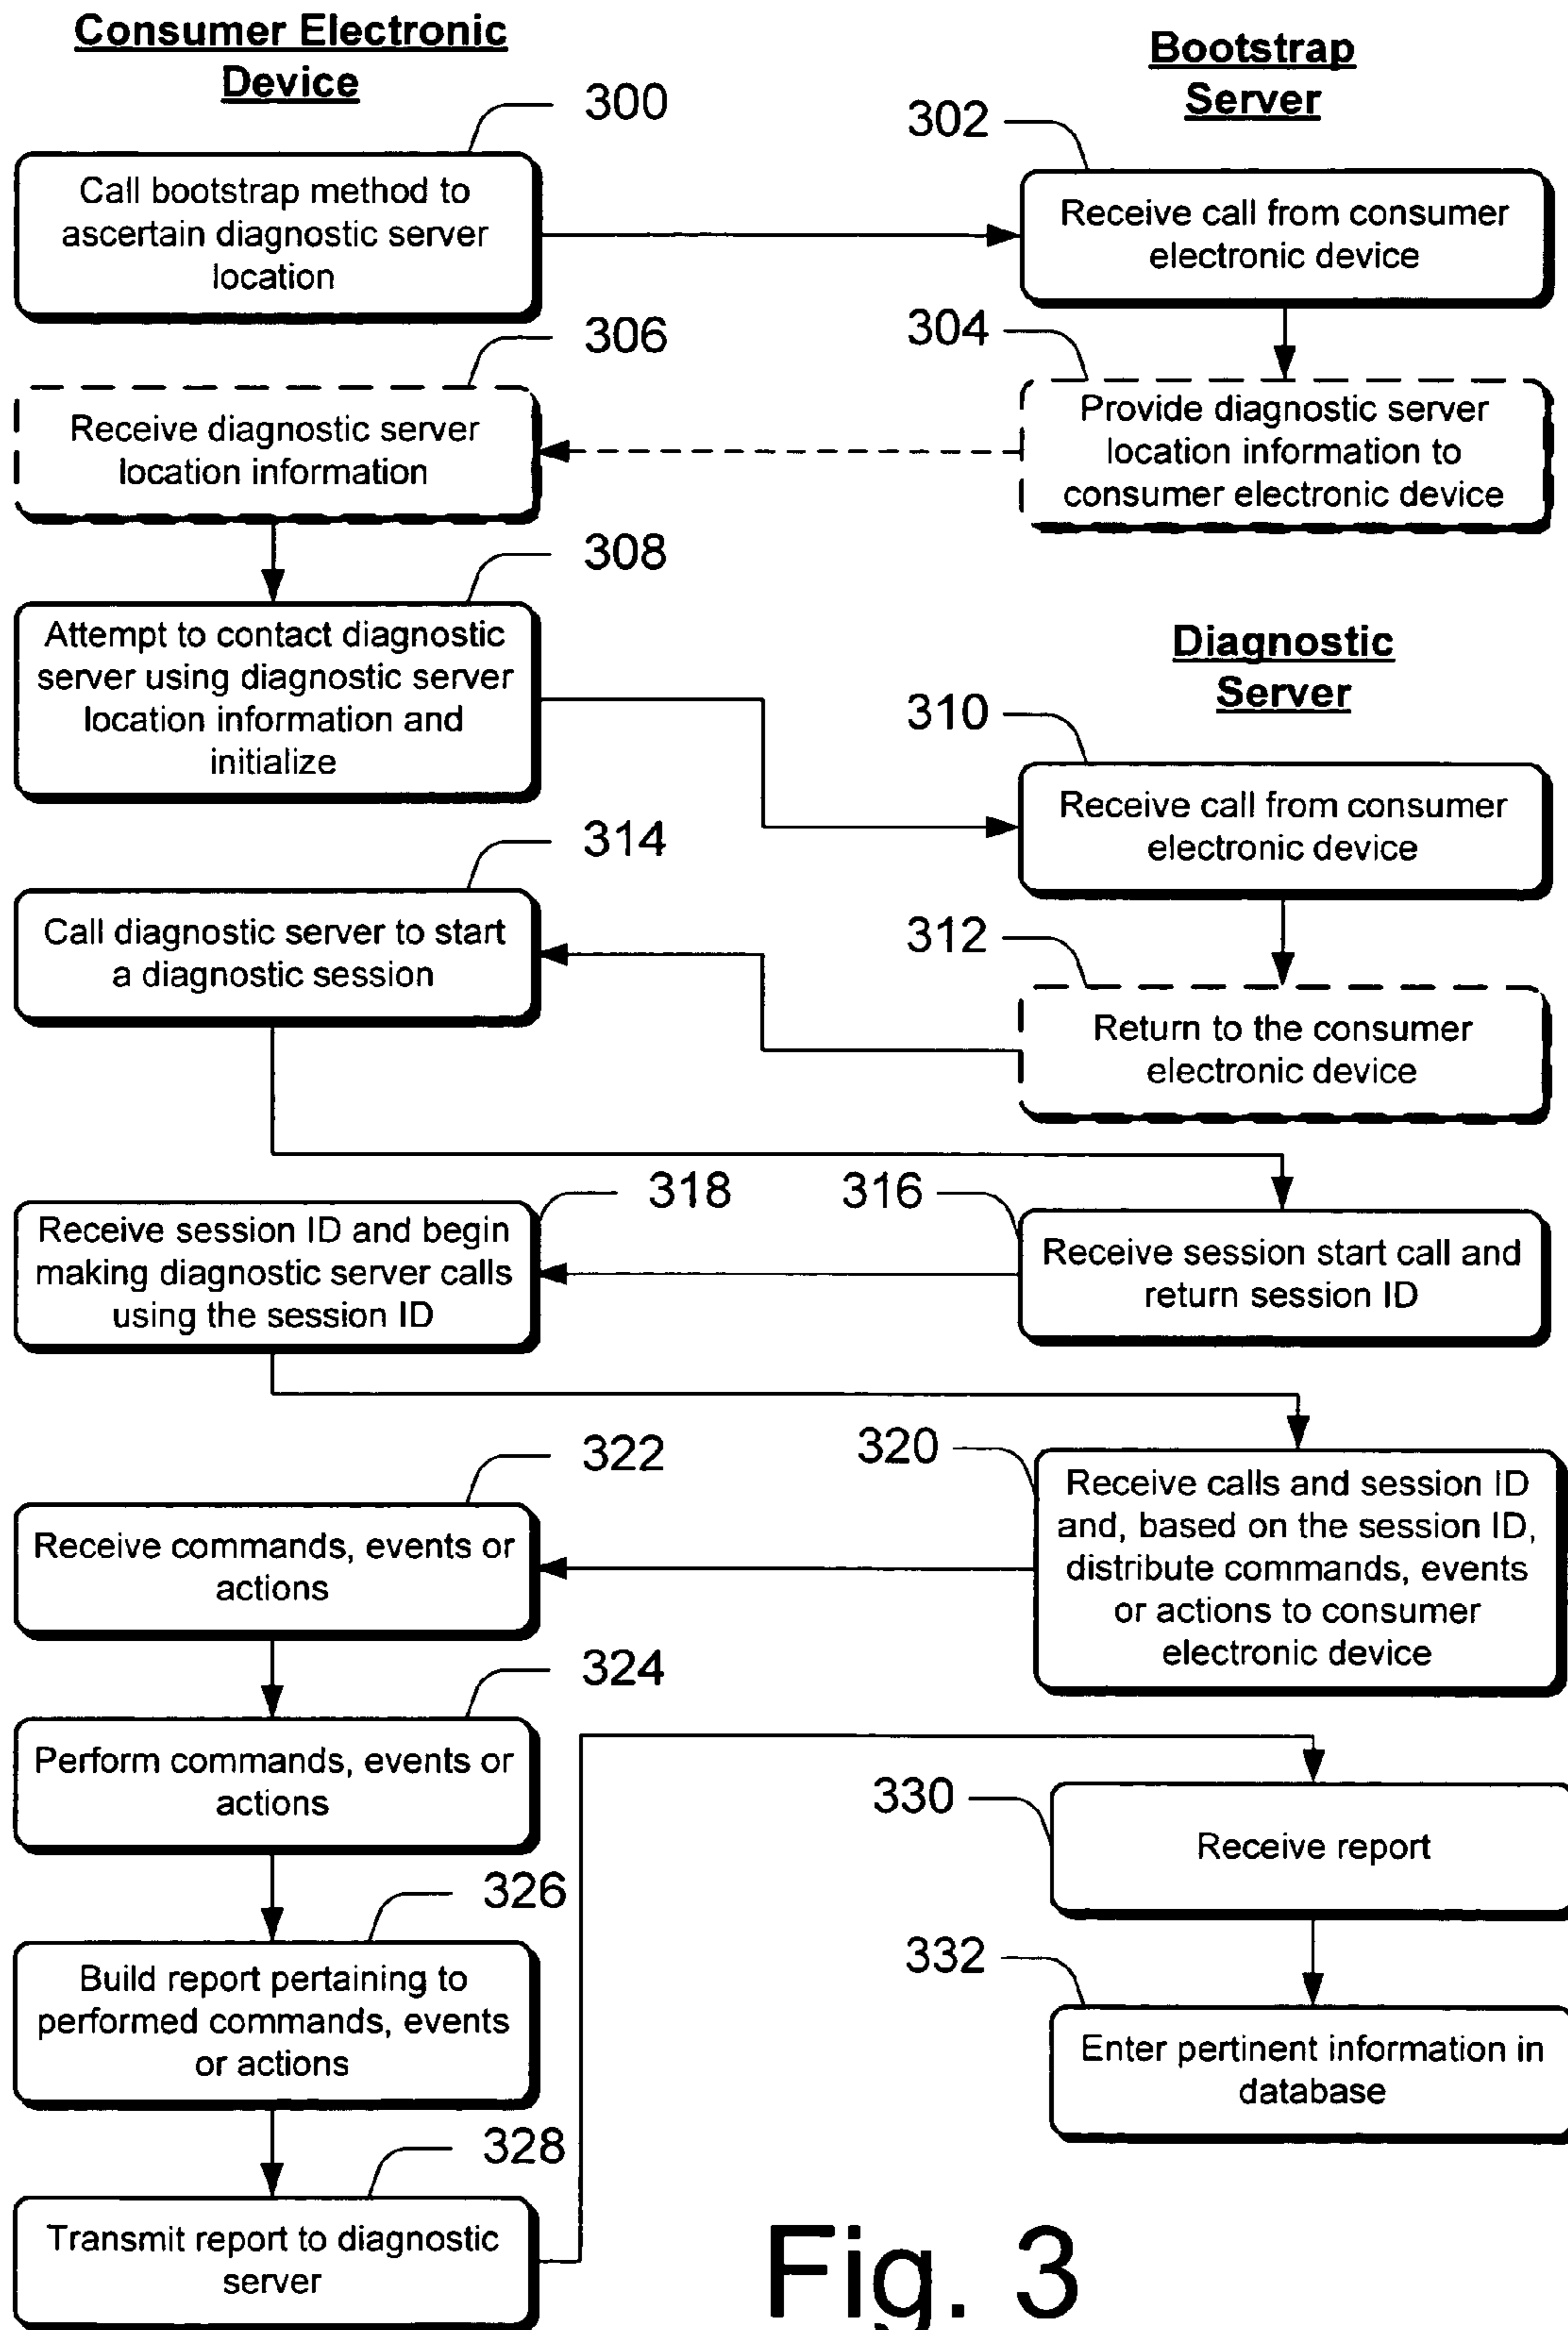 Consumer Electronic
Device
Bootstrap
Server
300
302
Call bootstrap method to
ascertain diagnostic server
location
Receive call from consumer
electronic device
306
304
Receive diagnostic server
location information
Provide diagnostic server
location information to
consumer electronic device
308
Attempt to contact diagnostic
server using diagnostic server
location information and
initialize
Diagnostic
Server
310
Receive call from consumer
electronic device
314
Call diagnostic server to start
a diagnostic session
312
Return to the consumer
electronic device
318
316
Receive session ID and begin
making diagnostic server calls
using the session ID
Receive session start call and
return session ID
322
320
Receive commands, events or
actions
Receive calls and session ID
and, based on the session ID,
distribute commands, events
or actions to consumer
electronic device
324
Perform commands, events or
actions
330
Receive report
326
Build report pertaining to
performed commands, events
or actions
332
Enter pertinent information in
database
328
Transmit report to diagnostic
server
Fig. 3